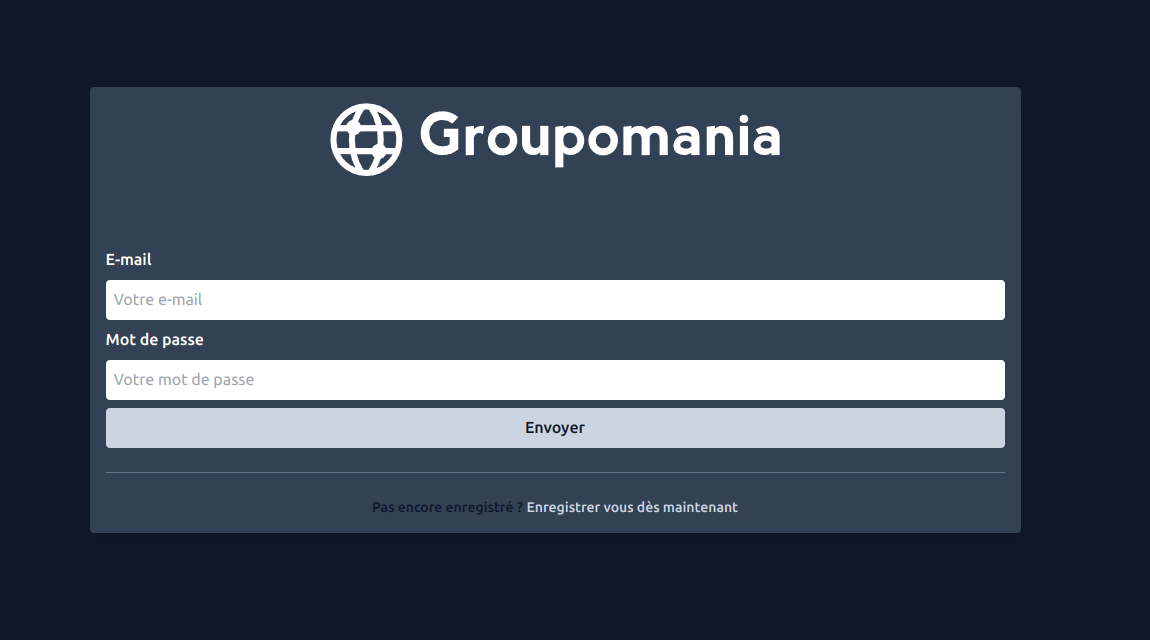 Groupomania
E-mail
Votre e-mail
Mot de passe
Votre mot de passe
Envoyer
Pas encore enregistré ? Enregistrer vous dès maintenant